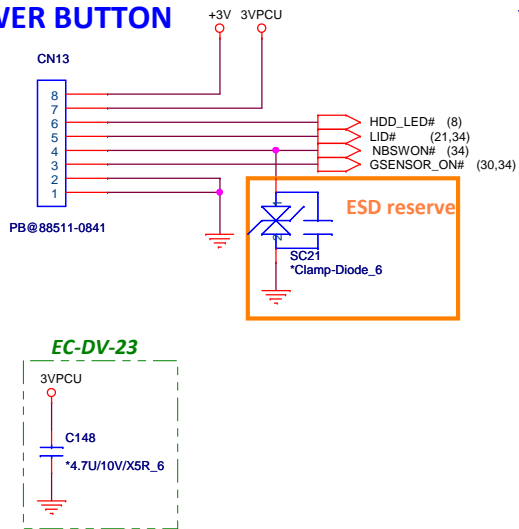 WER BUTTON
+3V 3VPCU
CN13
8
7
6 HDD_LED# (8)
5 LID# (21,34)
4 NBSWON# (34)
3 GSENSOR_ON# (30,34)
2
1
PB@88511-0841
ESD reserve
1
2
SC21
*Clamp-Diode_6
EC-DV-23
3VPCU
C148
*4.7U/10V/X5R_6